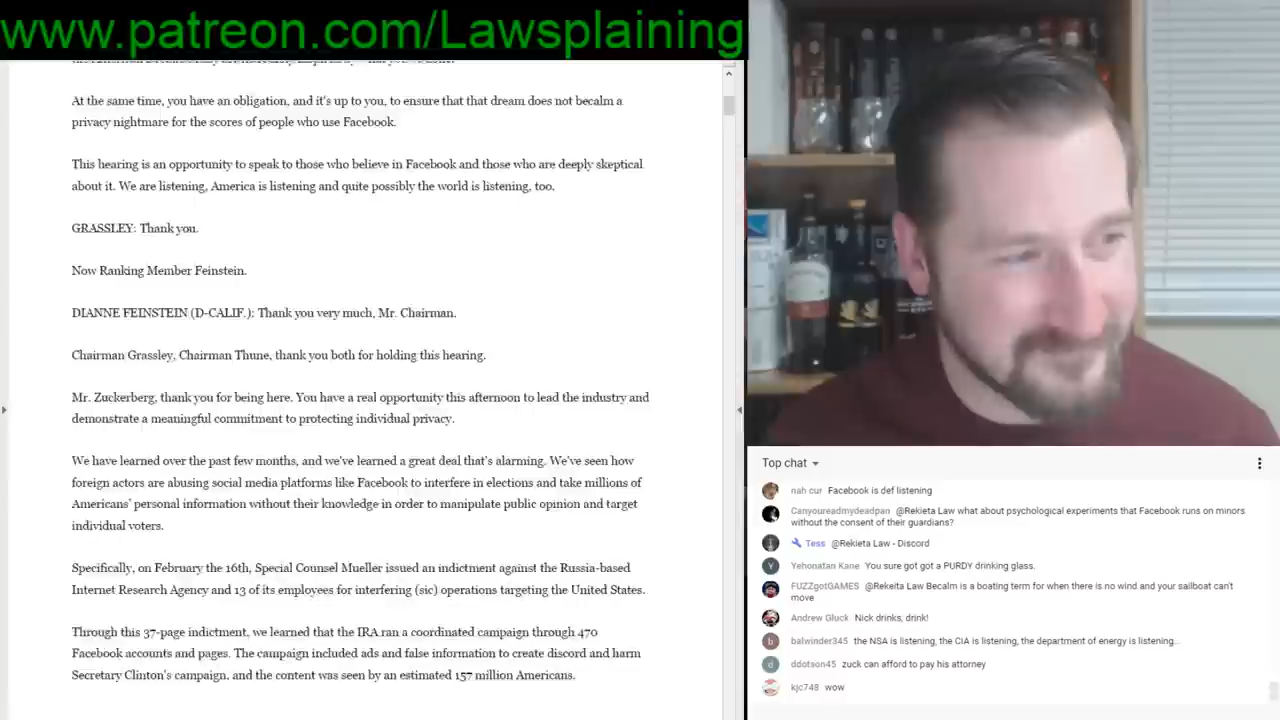 www.patreon.com/Lawsplaining
At the same time, you have an obligation, and it's up to you, to ensure that that dream does not becalm a
privacy nightmare for the scores of people who use Facebook.
This hearing is an opportunity to speak to those who believe in Facebook and those who are deeply skeptical
about it. We are listening, America is listening and quite possibly the world is listening, too.
GRASSLEY: Thank you.
Now Ranking Member Feinstein.
DIANNE FEINSTEIN (D-CALIF.): Thank you very much, Mr. Chairman.
Chairman Grassley, Chairman Thune, thank you both for holding this hearing.
Mr. Zuckerberg, thank you for being here. You have a real opportunity this afternoon to lead the industry and
demonstrate a meaningful commitment to protecting individual privacy.
We have learned over the past few months, and we've learned a great deal that's alarming. We've seen how
foreign actors are abusing social media platforms like Facebook to interfere in elections and take millions of
Americans' personal information without their knowledge in order to manipulate public opinion and target
individual voters.
Specifically, on February the 16th, Special Counsel Mueller issued an indictment against the Russia-based
Internet Research Agency and 13 of its employees for interfering (sic) operations targeting the United States.
Through this 37-page indictment, we learned that the IRA ran a coordinated campaign through 470
Facebook accounts and pages. The campaign included ads and false information to create discord and harm
Secretary Clinton's campaign, and the content was seen by an estimated 157 million Americans.
Top chat
nah cur Facebook is def listening
Canyoureadmydeadpan @Rekieta Law what about psychological experiments that Facebook runs on minors
without the consent of their guardians?
Tess @Rekieta Law - Discord
Yehonatan Kane You sure got got a PURDY drinking glass.
FUZZgotGAMES @Rekeita Law Becalm is a boating term for when there is no wind and your sailboat can't
move
Andrew Gluck Nick drinks, drink!
balwinder345 the NSA is listening, the CIA is listening, the department of energy is listening...
ddotson45 zuck can afford to pay his attorney
kjc748 wow